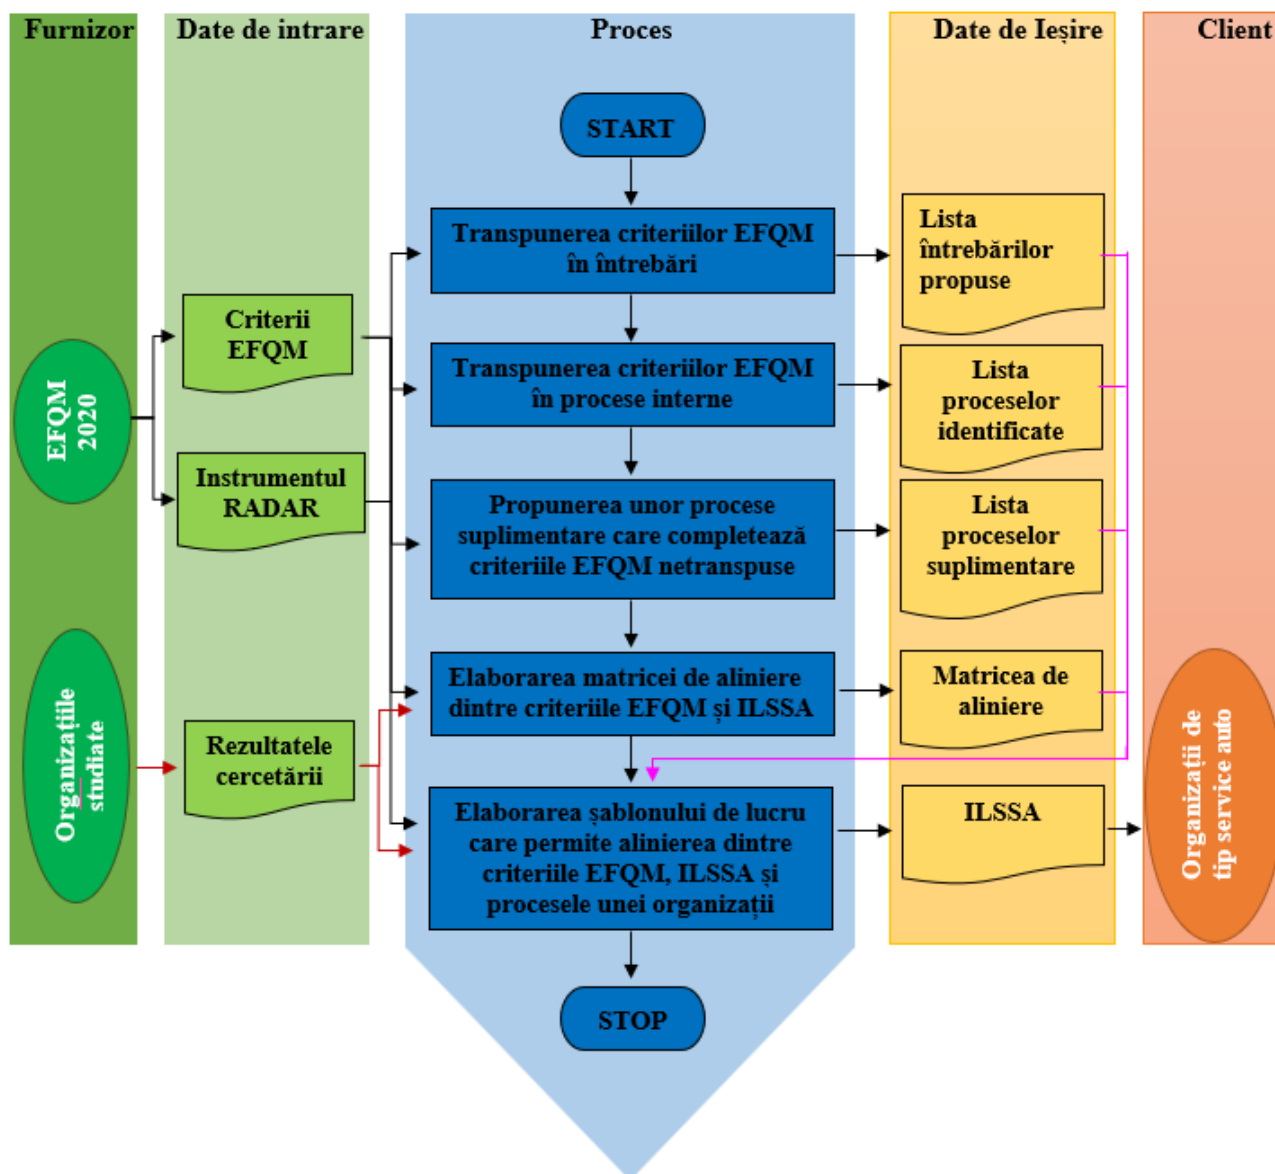 Furnizor
Date de intrare
Proces
Date de Ieșire
Client
START
Transpunerea criteriilor EFQM
în întrebări
Lista
întrebărilor
propuse
Criterii
EFQM
EFQM
2020
Transpunerea criteriilor EFQM
în procese interne
Lista
proceselor
identificate
Instrumentul
RADAR
Propunerea unor procese
suplimentare care completează
criteriile EFQM netranspuse
Lista
proceselor
suplimentare
Organizațiile
studiate
Rezultatele
cercetării
Elaborarea matricei de aliniere
dintre criteriile EFQM și ILSSA
Matricea de
aliniere
Elaborarea șablonului de lucru
care permite alinierea dintre
criteriile EFQM, ILSSA și
procesele unei organizații
ILSSA
Organizații de
tip service auto
STOP